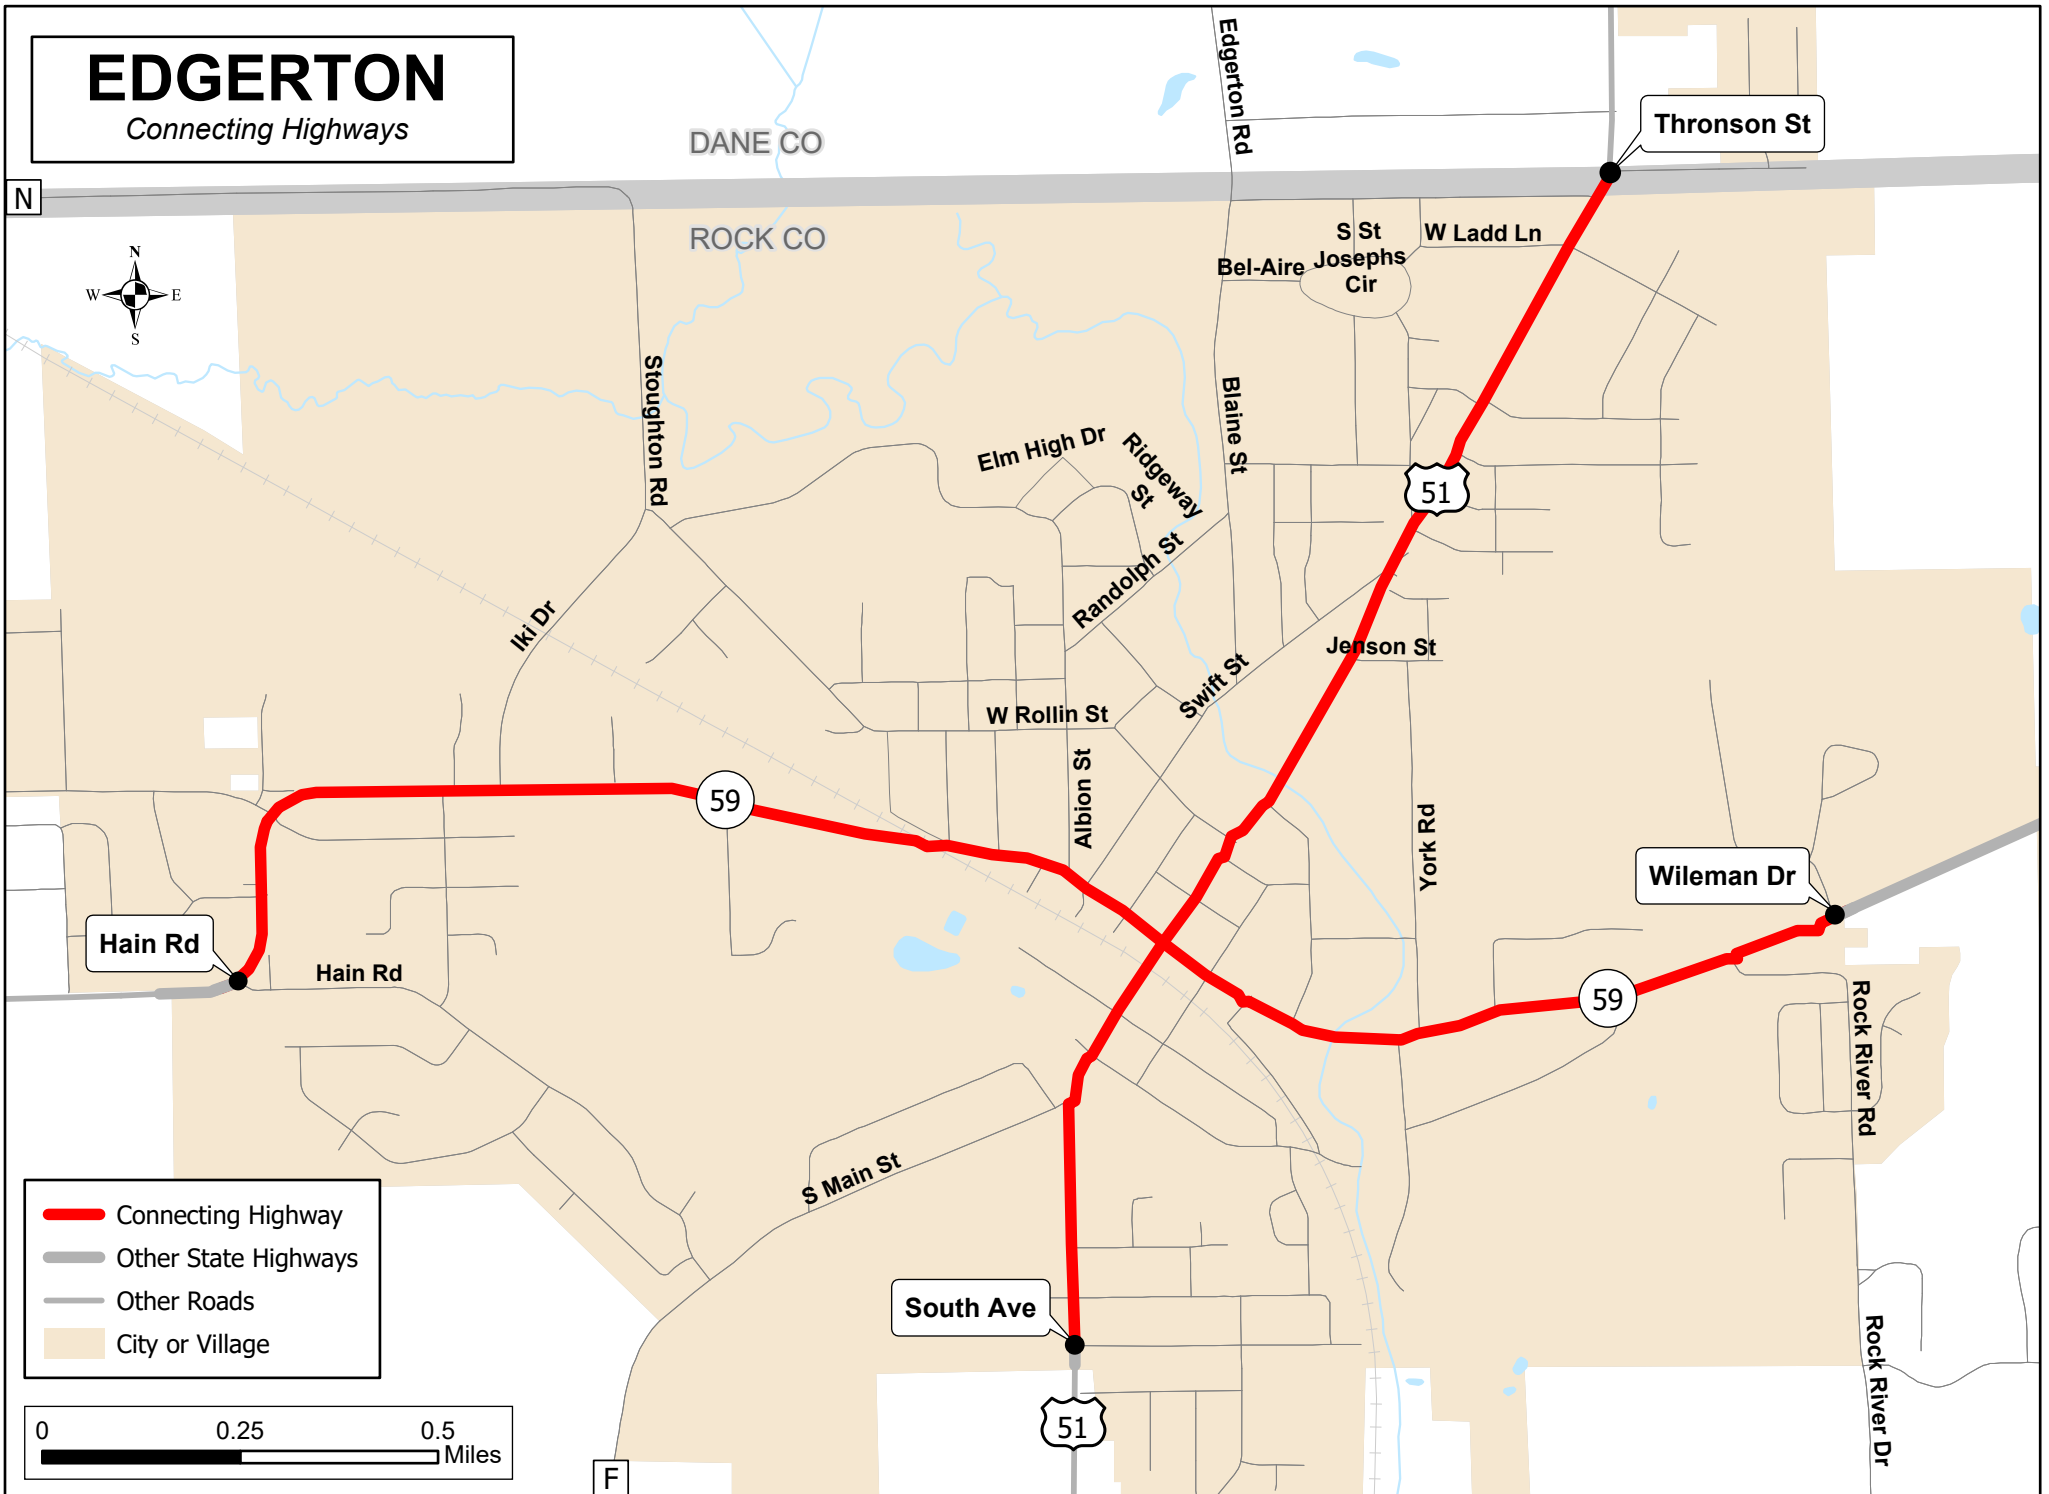 EDGERTON
Connecting Highways
DANE CO
ROCK CO
N
N
W
E
S
Edgerton Rd
Thronson St
S St
Josephs
Cir
W Ladd Ln
Bel-Aire
Stoughton Rd
Blaine St
Elm High Dr
Ridgeway
St
51
Randolph St
Iki Dr
Jenson St
Swift St
W Rollin St
Albion St
59
York Rd
Wileman Dr
Hain Rd
Hain Rd
59
Rock River Rd
S Main St
South Ave
51
Rock River Dr
F
Connecting Highway
Other State Highways
Other Roads
City or Village
0
0.25
0.5
Miles